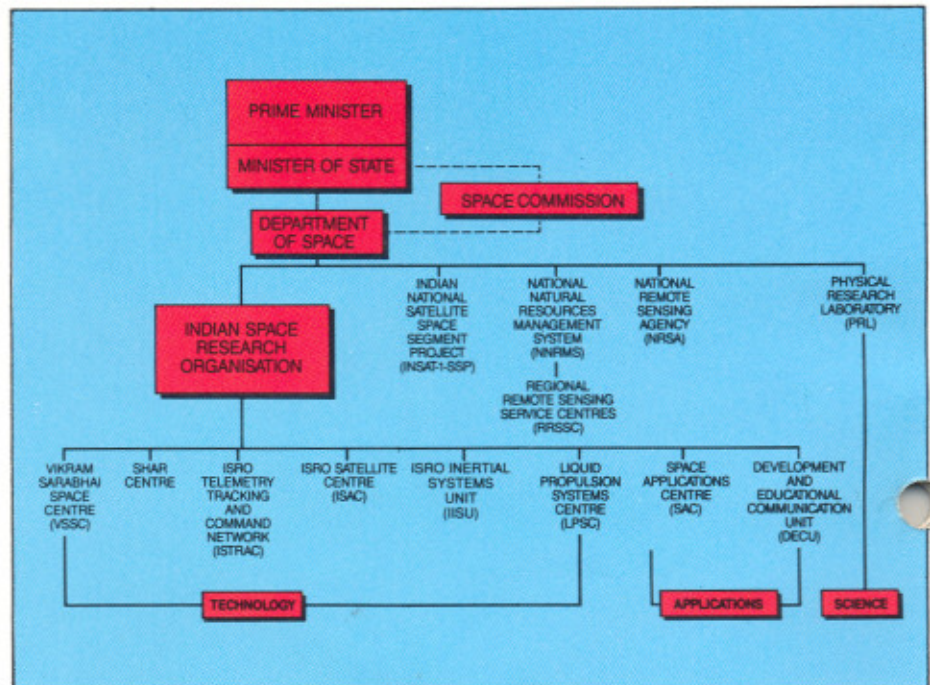 PRIME MINISTER
MINISTER OF STATE
SPACE COMMISSION
DEPARTMENT
OF SPACE
INDIAN SPACE
RESEARCH
ORGANISATION
INDIAN
NATIONAL
SATELLITE
SPACE
SEGMENT
PROJECT
(INSAT-1-SSP)
NATIONAL
NATURAL
RESOURCES
MANAGEMENT
SYSTEM
(NNRMS)
REGIONAL
REMOTE SENSING
SERVICE CENTRES
(RRSSC)
NATIONAL
REMOTE
SENSING
AGENCY
(NRSA)
PHYSICAL
RESEARCH
LABORATORY
(PRL)
VIKRAM
SARABHAI
SPACE
CENTRE
(VSSC)
SHAR
CENTRE
ISRO
TELEMETRY
TRACKING
AND
COMMAND
NETWORK
(ISTRAC)
ISRO SATELLITE
CENTRE
(ISAC)
ISRO INERTIAL
SYSTEMS
UNIT
(IISU)
LIQUID
PROPULSION
SYSTEMS
CENTRE
(LPSC)
SPACE
APPLICATIONS
CENTRE
(SAC)
DEVELOPMENT
AND
EDUCATIONAL
COMMUNICATION
UNIT
(DECU)
TECHNOLOGY
APPLICATIONS
SCIENCE